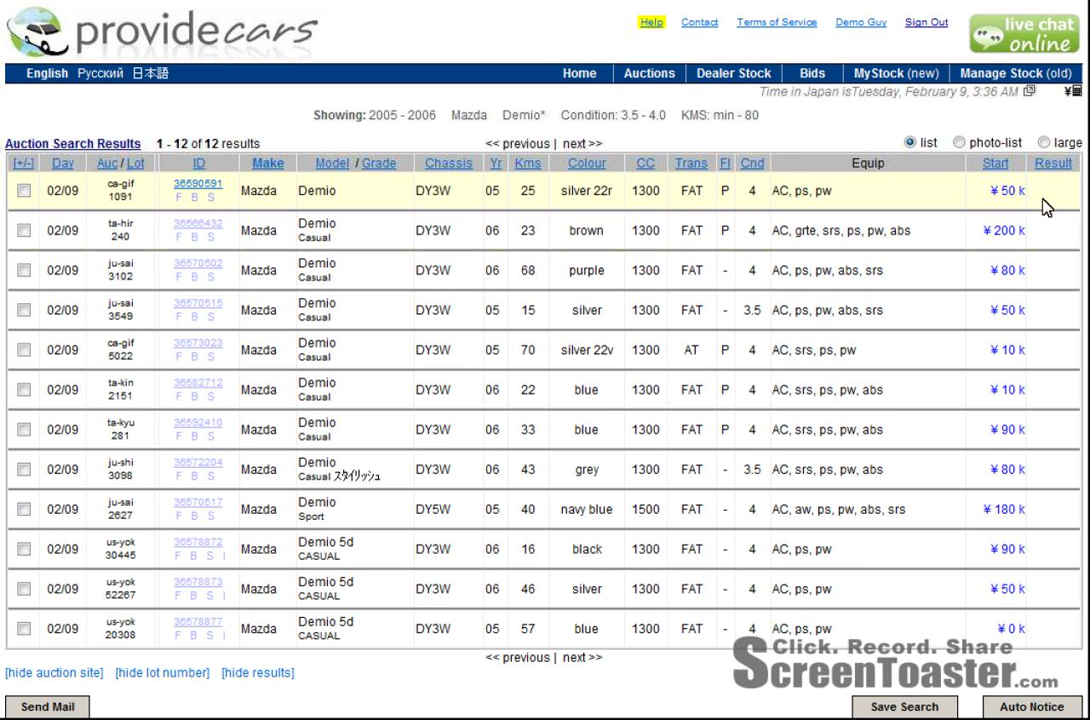 providecars
Help Contact Terms of Service Demo Guy Sign Out
live chat
online
English Русский 日本語 Home Auctions Dealer Stock Bids MyStock (new) Manage Stock (old)
Time in Japan isTuesday, February 9, 3:36 AM ¥
Showing: 2005 - 2006 Mazda Demio* Condition: 3.5 - 4.0 KMS: min - 80
Auction Search Results 1 - 12 of 12 results << previous | next >> list photo-list large
[+/-] Day Auc / Lot ID Make Model / Grade Chassis Yr Kms Colour CC Trans Fl Cnd Equip Start Result
02/09 ca-gif 1091 36590591 F B S Mazda Demio DY3W 05 25 silver 22r 1300 FAT P 4 AC, ps, pw ¥ 50 k
02/09 ta-hir 240 36566432 F B S Mazda Demio Casual DY3W 06 23 brown 1300 FAT P 4 AC, grte, srs, ps, pw, abs ¥ 200 k
02/09 ju-sai 3102 36570502 F B S Mazda Demio Casual DY3W 06 68 purple 1300 FAT - 4 AC, ps, pw, abs, srs ¥ 80 k
02/09 ju-sai 3549 36570515 F B S Mazda Demio Casual DY3W 06 15 silver 1300 FAT - 3.5 AC, ps, pw, abs, srs ¥ 50 k
02/09 ca-gif 5022 36573023 F B S Mazda Demio Casual DY3W 05 70 silver 22v 1300 AT P 4 AC, srs, ps, pw ¥ 10 k
02/09 ta-kin 2151 36582712 F B S Mazda Demio Casual DY3W 06 22 blue 1300 FAT P 4 AC, srs, ps, pw, abs ¥ 10 k
02/09 ta-kyu 281 36592410 F B S Mazda Demio Casual DY3W 06 33 blue 1300 FAT P 4 AC, srs, ps, pw, abs ¥ 90 k
02/09 ju-shi 3098 36572204 F B S Mazda Demio Casual ｽﾀｲﾘｯｼｭ DY3W 06 43 grey 1300 FAT - 3.5 AC, srs, ps, pw, abs ¥ 80 k
02/09 ju-sai 2627 36570517 F B S Mazda Demio Sport DY5W 06 40 navy blue 1500 FAT - 4 AC, aw, ps, pw, abs, srs ¥ 180 k
02/09 us-yok 30445 36578872 F B S I Mazda Demio 5d CASUAL DY3W 06 16 black 1300 FAT - 4 AC, ps, pw ¥ 90 k
02/09 us-yok 52267 36578873 F B S I Mazda Demio 5d CASUAL DY3W 06 46 silver 1300 FAT - 4 AC, ps, pw ¥ 50 k
02/09 us-yok 20308 36578877 F B S I Mazda Demio 5d CASUAL DY3W 05 57 blue 1300 FAT - 4 AC, ps, pw ¥ 0 k
<< previous | next >>
Click. Record. Share
ScreenToaster.com
[hide auction site] [hide lot number] [hide results]
Send Mail Save Search Auto Notice